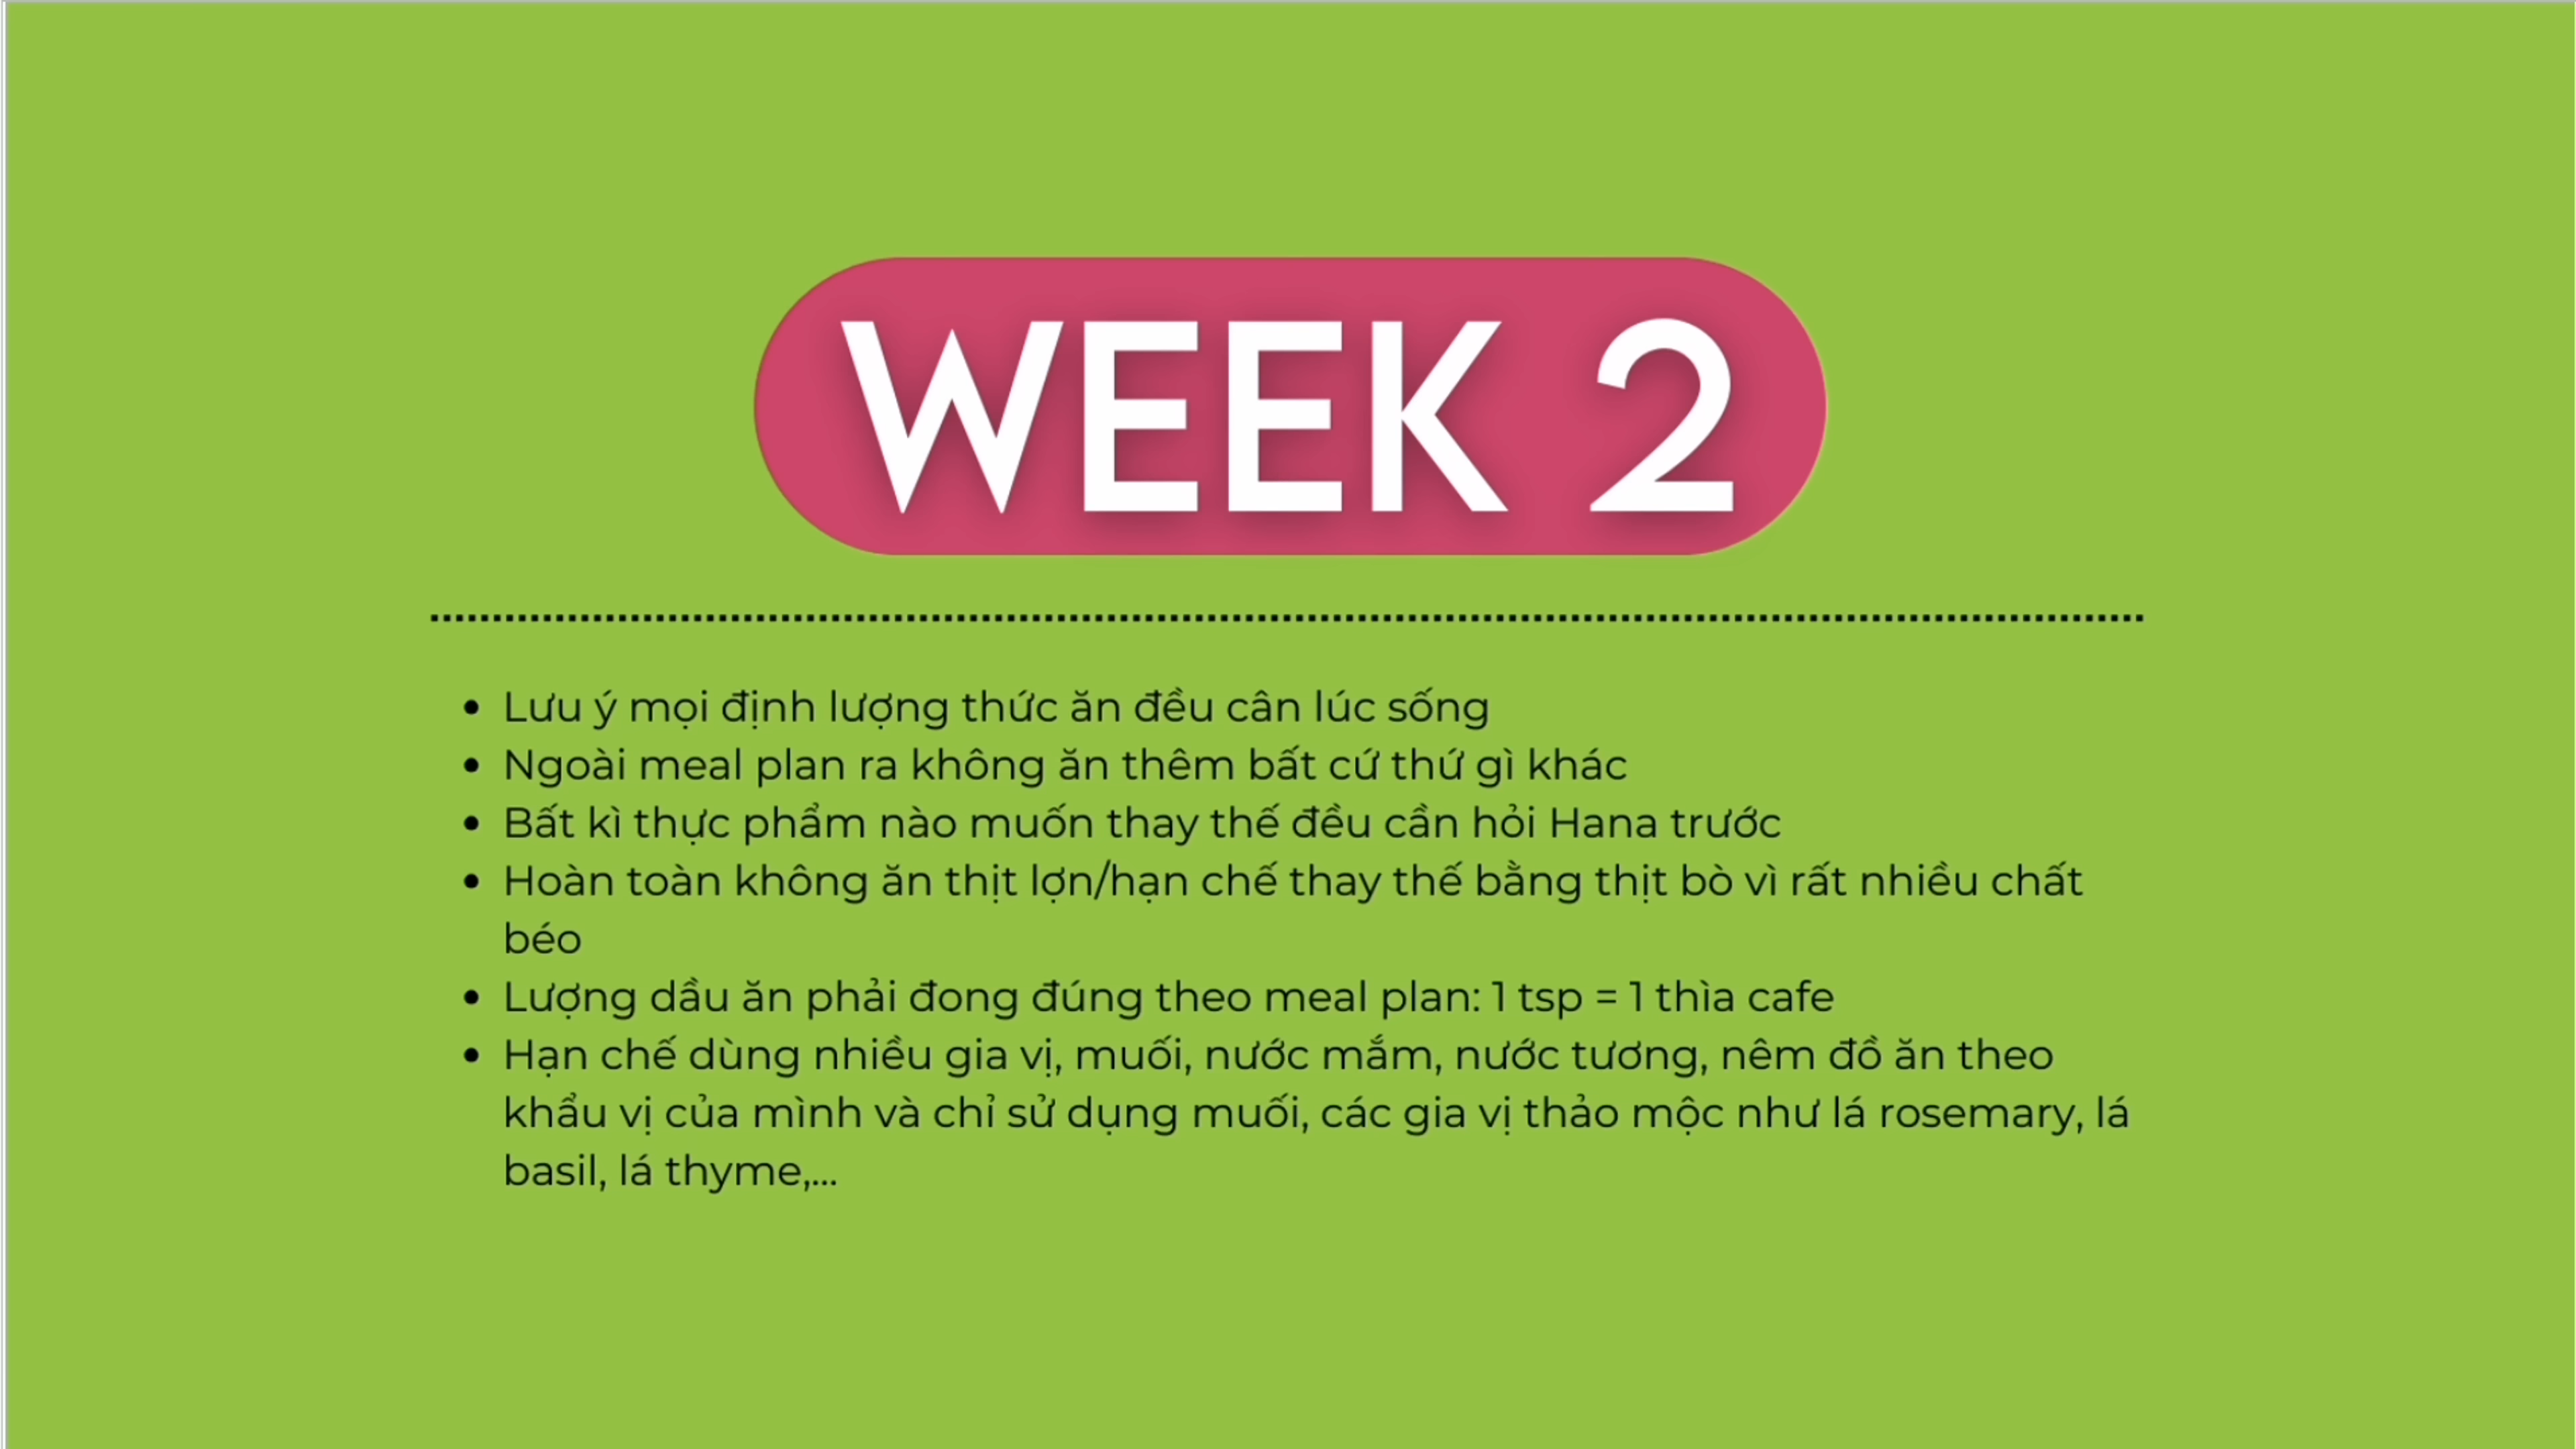 WEEK 2
• Lưu ý mọi định lượng thức ăn đều cân lúc sống
• Ngoài meal plan ra không ăn thêm bất cứ thứ gì khác
• Bất kì thực phẩm nào muốn thay thế đều cần hỏi Hana trước
• Hoàn toàn không ăn thịt lợn/hạn chế thay thế bằng thịt bò vì rất nhiều chất
béo
• Lượng dầu ăn phải đong đúng theo meal plan: 1 tsp = 1 thìa cafe
• Hạn chế dùng nhiều gia vị, muối, nước mắm, nước tương, nêm đồ ăn theo
khẩu vị của mình và chỉ sử dụng muối, các gia vị thảo mộc như lá rosemary, lá
basil, lá thyme,...